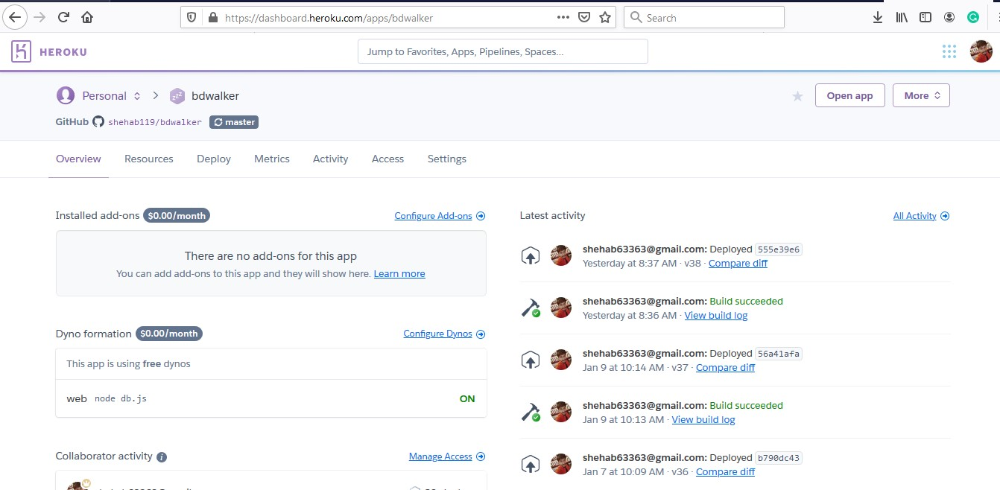 https://dashboard.heroku.com/apps/bdwalker
Search
HEROKU
Jump to Favorites, Apps, Pipelines, Spaces...
Personal
bdwalker
Open app
More
GitHub shehab119/bdwalker master
Overview Resources Deploy Metrics Activity Access Settings
Installed add-ons $0.00/month
Configure Add-ons
There are no add-ons for this app
You can add add-ons to this app and they will show here. Learn more
Dyno formation $0.00/month
Configure Dynos
This app is using free dynos
web node db.js ON
Collaborator activity
Manage Access
Latest activity
All Activity
shehab63363@gmail.com: Deployed 555e39e6
Yesterday at 8:37 AM · v38 · Compare diff
shehab63363@gmail.com: Build succeeded
Yesterday at 8:36 AM · View build log
shehab63363@gmail.com: Deployed 56a41afa
Jan 9 at 10:14 AM · v37 · Compare diff
shehab63363@gmail.com: Build succeeded
Jan 9 at 10:13 AM · View build log
shehab63363@gmail.com: Deployed b790dc43
Jan 7 at 10:09 AM · v36 · Compare diff